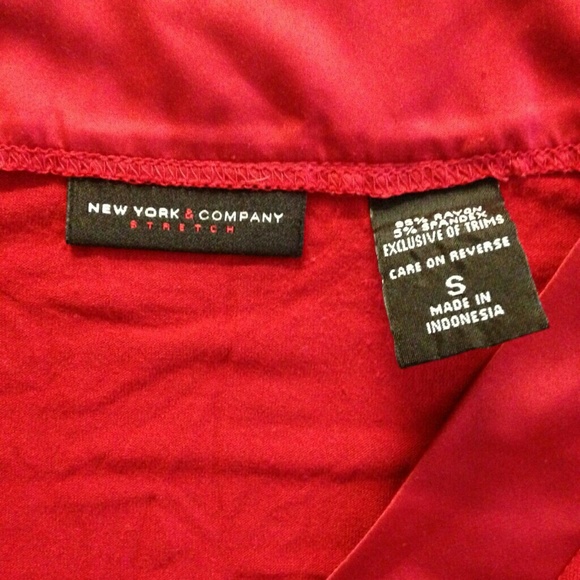 NEW YORK & COMPANY
STRETCH
95% RAYON
5% SPANDEX
EXCLUSIVE OF TRIMS
CARE ON REVERSE
S
MADE IN
INDONESIA